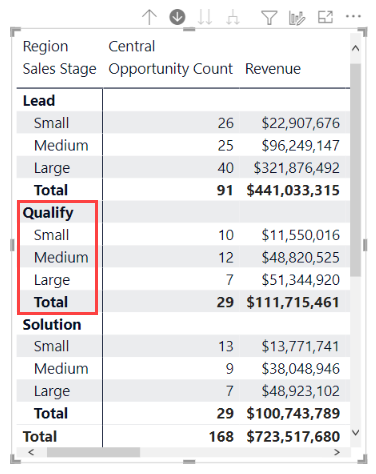 Region Central
Sales Stage Opportunity Count Revenue
Lead
Small 26 $22,907,676
Medium 25 $96,249,147
Large 40 $321,876,492
Total 91 $441,033,315
Qualify
Small 10 $11,550,016
Medium 12 $48,820,525
Large 7 $51,344,920
Total 29 $111,715,461
Solution
Small 13 $13,771,741
Medium 9 $38,048,946
Large 7 $48,923,102
Total 29 $100,743,789
Total 168 $723,517,680